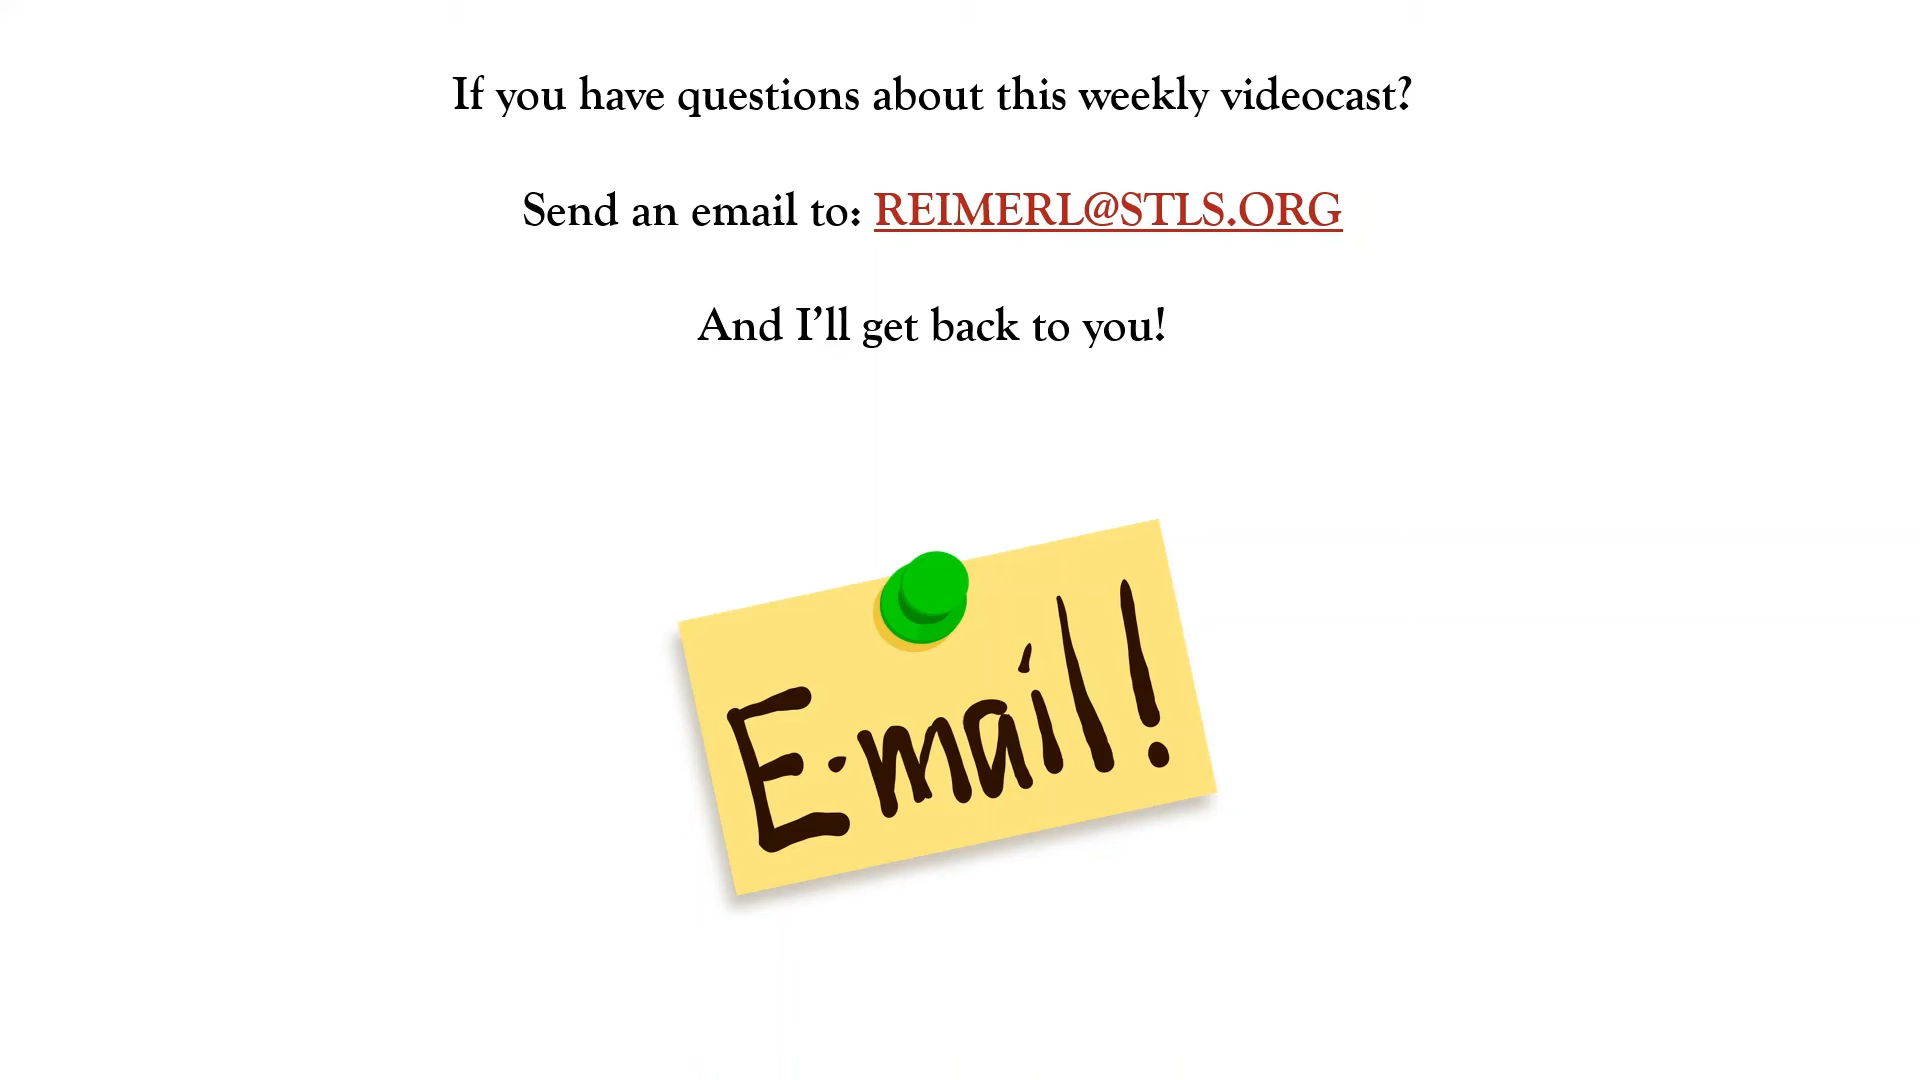 If you have questions about this weekly videocast?
Send an email to: REIMERL@STLS.ORG
And I’ll get back to you!
E-mail!